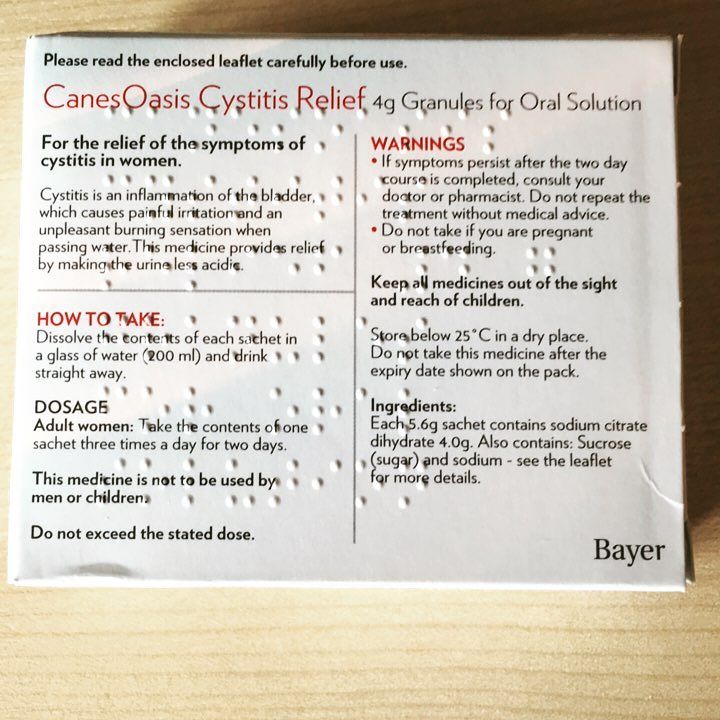 Please read the enclosed leaflet carefully before use.
CanesOasis Cystitis Relief 4g Granules for Oral Solution
For the relief of the symptoms of
cystitis in women.
Cystitis is an inflammation of the bladder,
which causes painful irritation and an
unpleasant burning sensation when
passing water. This medicine provides relief
by making the urine less acidic.
HOW TO TAKE:
Dissolve the contents of each sachet in
a glass of water (200 ml) and drink
straight away.
DOSAGE
Adult women: Take the contents of one
sachet three times a day for two days.
This medicine is not to be used by
men or children.
Do not exceed the stated dose.
WARNINGS
• If symptoms persist after the two day
course is completed, consult your
doctor or pharmacist. Do not repeat the
treatment without medical advice.
• Do not take if you are pregnant
or breastfeeding.
Keep all medicines out of the sight
and reach of children.
Store below 25°C in a dry place.
Do not take this medicine after the
expiry date shown on the pack.
Ingredients:
Each 5.6g sachet contains sodium citrate
dihydrate 4.0g. Also contains: Sucrose
(sugar) and sodium - see the leaflet
for more details.
Bayer